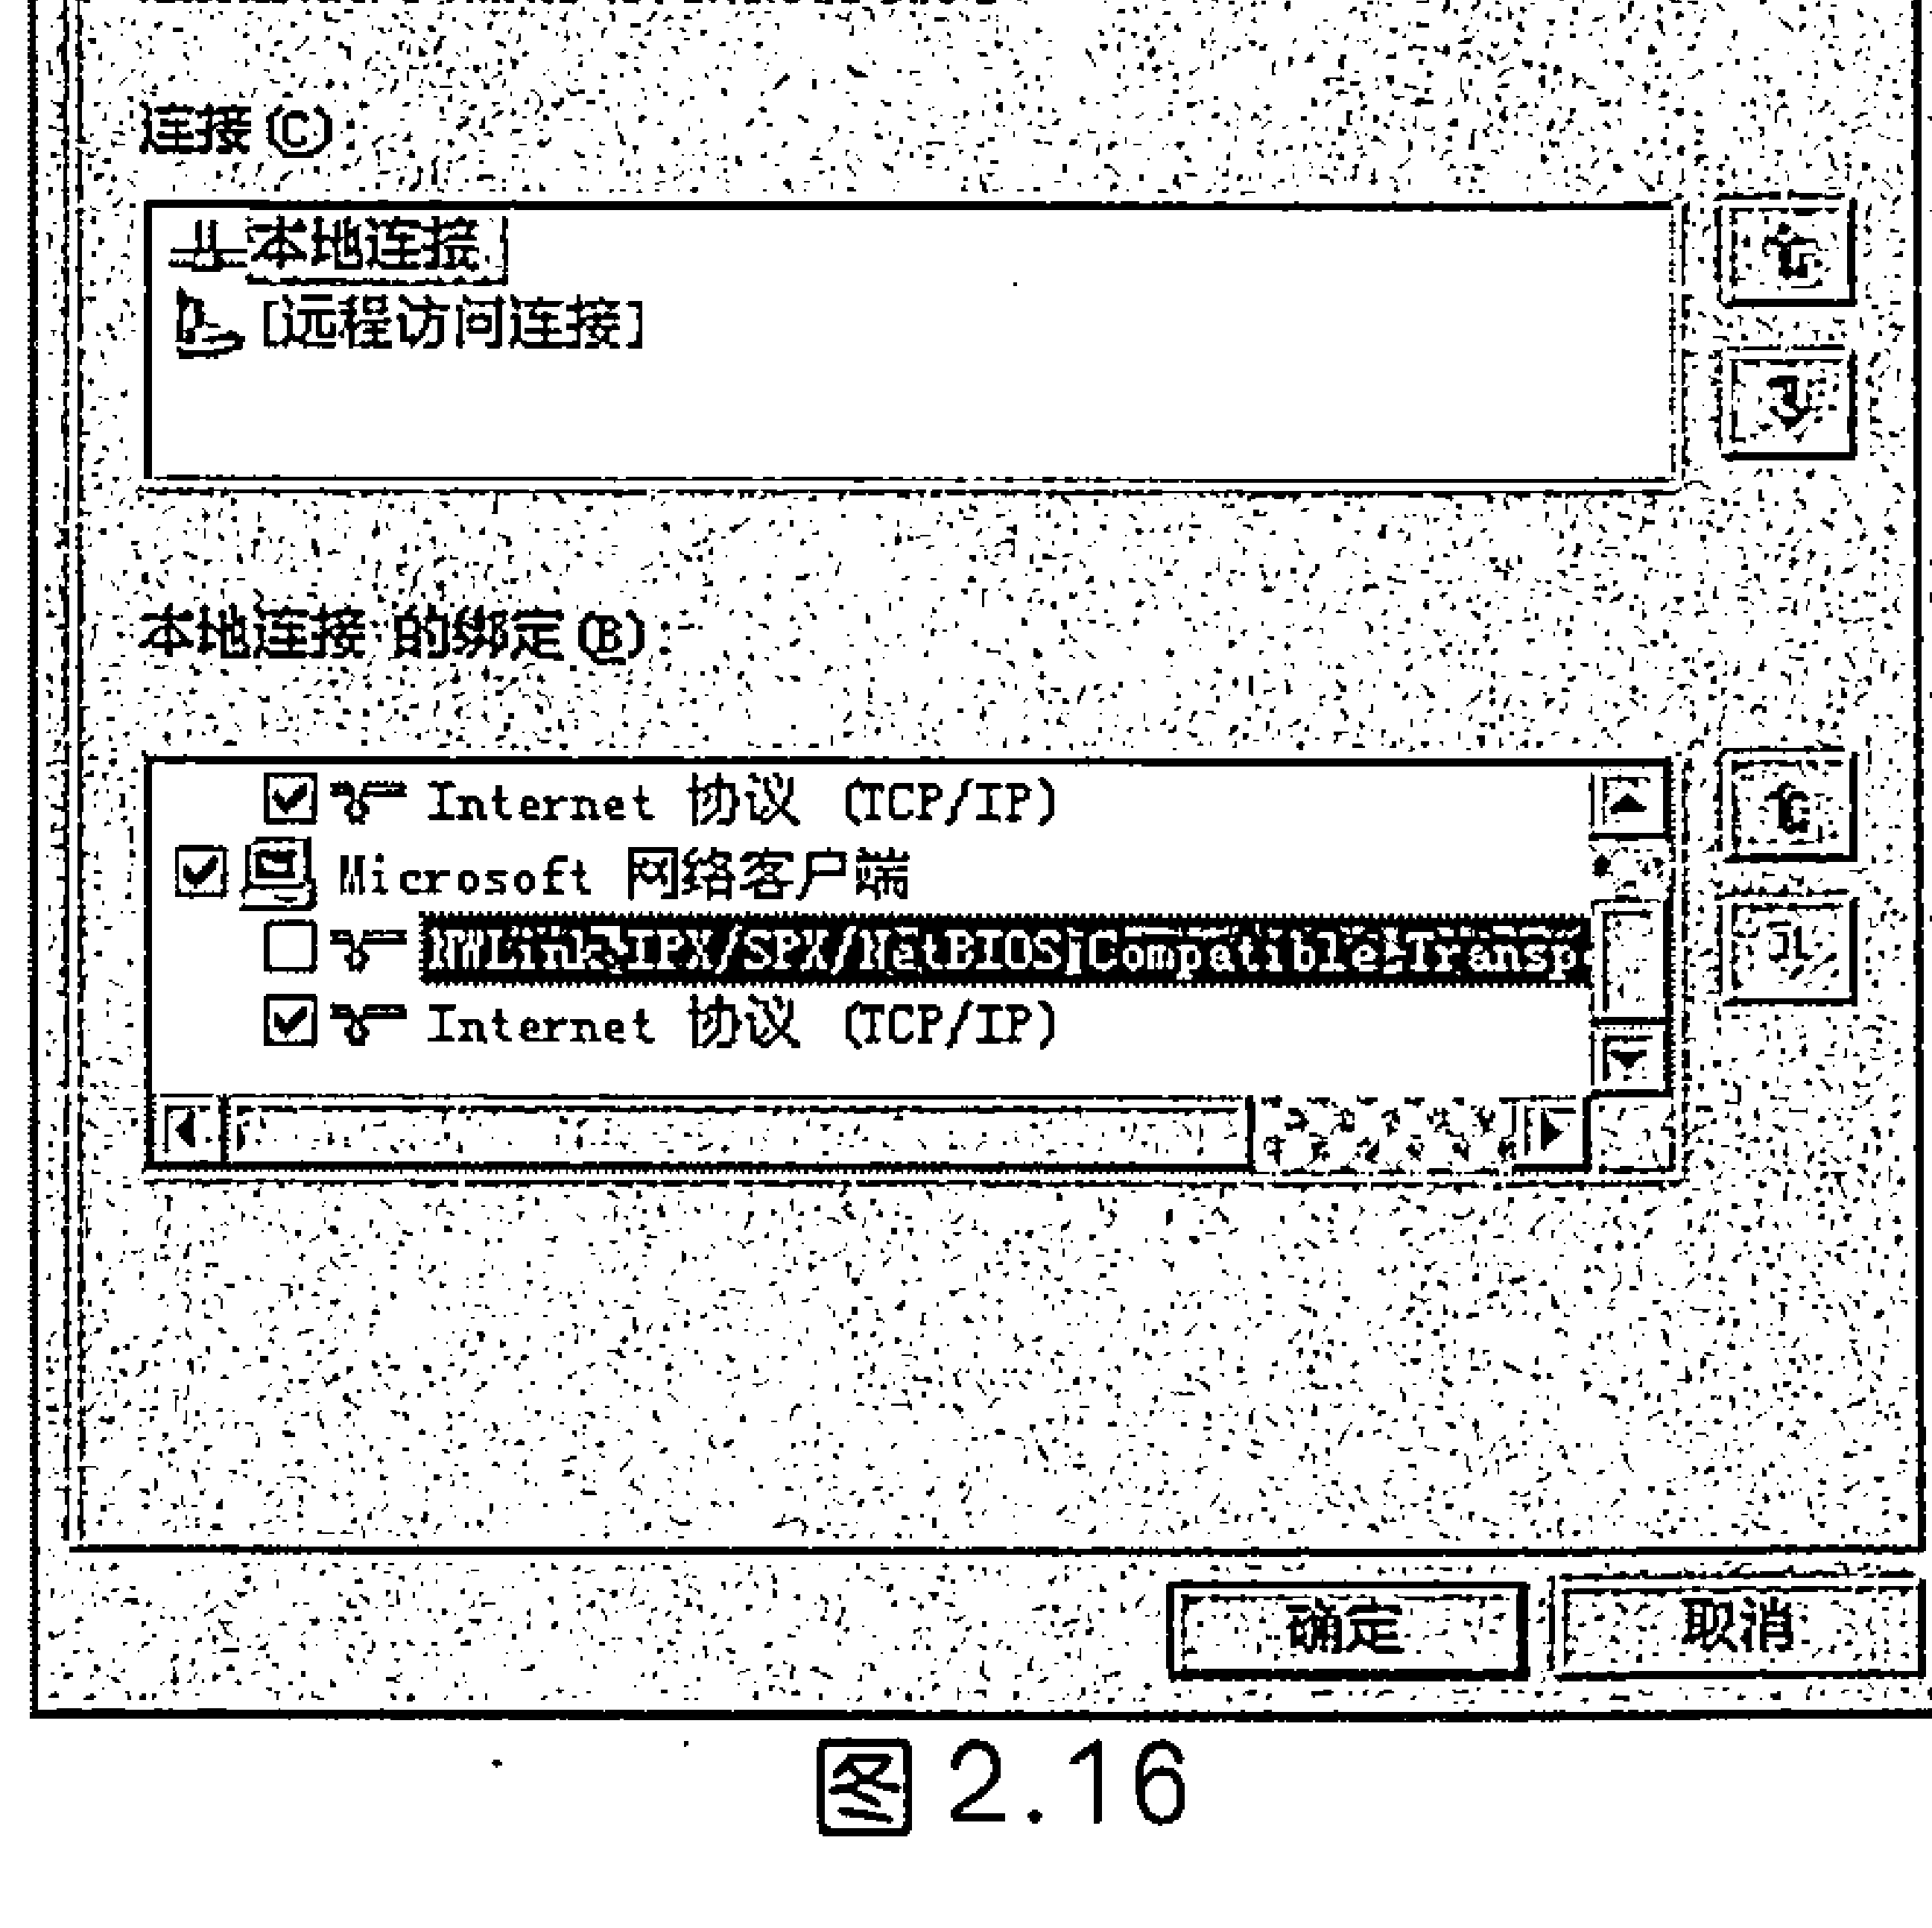 连接(C):
本地连接
[远程访问连接]
本地连接 的绑定(B):
Internet 协议 (TCP/IP)
Microsoft 网络客户端
NWLink IPX/SPX/NetBIOS Compatible Transp
Internet 协议 (TCP/IP)
确定
取消
图 2.16